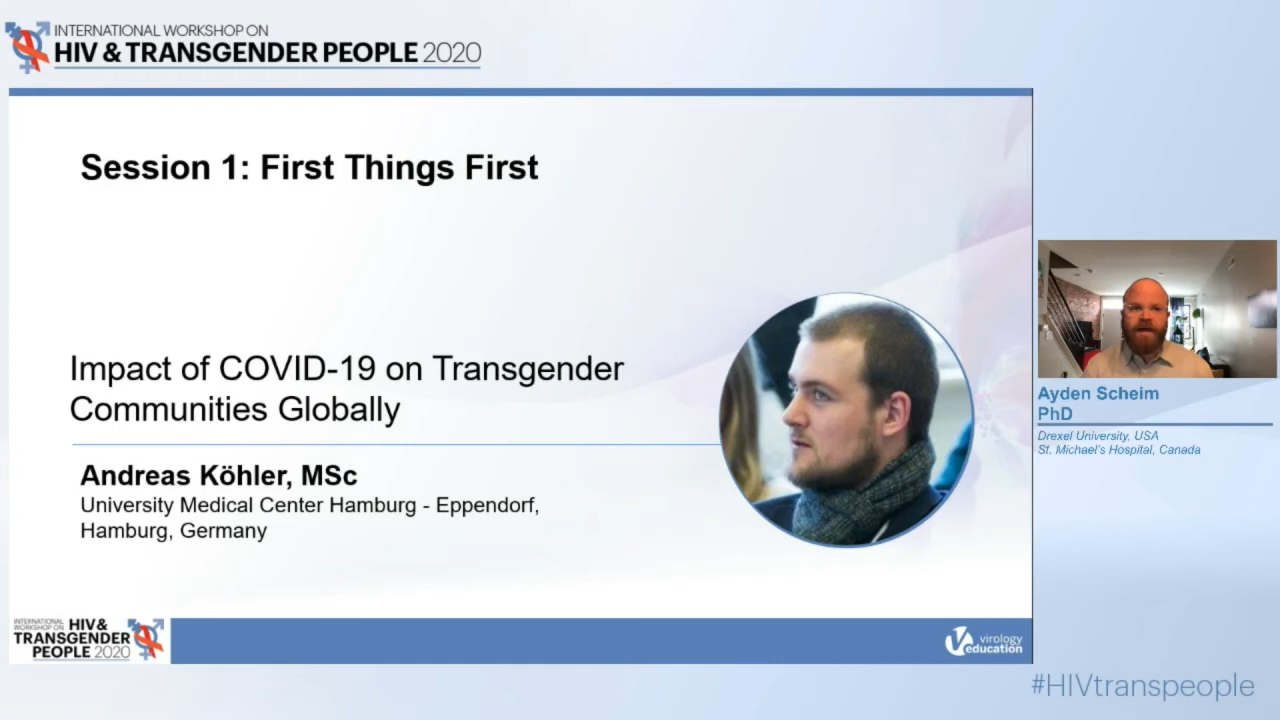 INTERNATIONAL WORKSHOP ON
HIV & TRANSGENDER PEOPLE 2020
Session 1: First Things First
Impact of COVID-19 on Transgender
Communities Globally
Andreas Köhler, MSc
University Medical Center Hamburg - Eppendorf,
Hamburg, Germany
Ayden Scheim
PhD
Drexel University, USA
St. Michael's Hospital, Canada
INTERNATIONAL
WORKSHOP ON HIV &
TRANSGENDER
PEOPLE 2020
virology
education
#HIVtranspeople